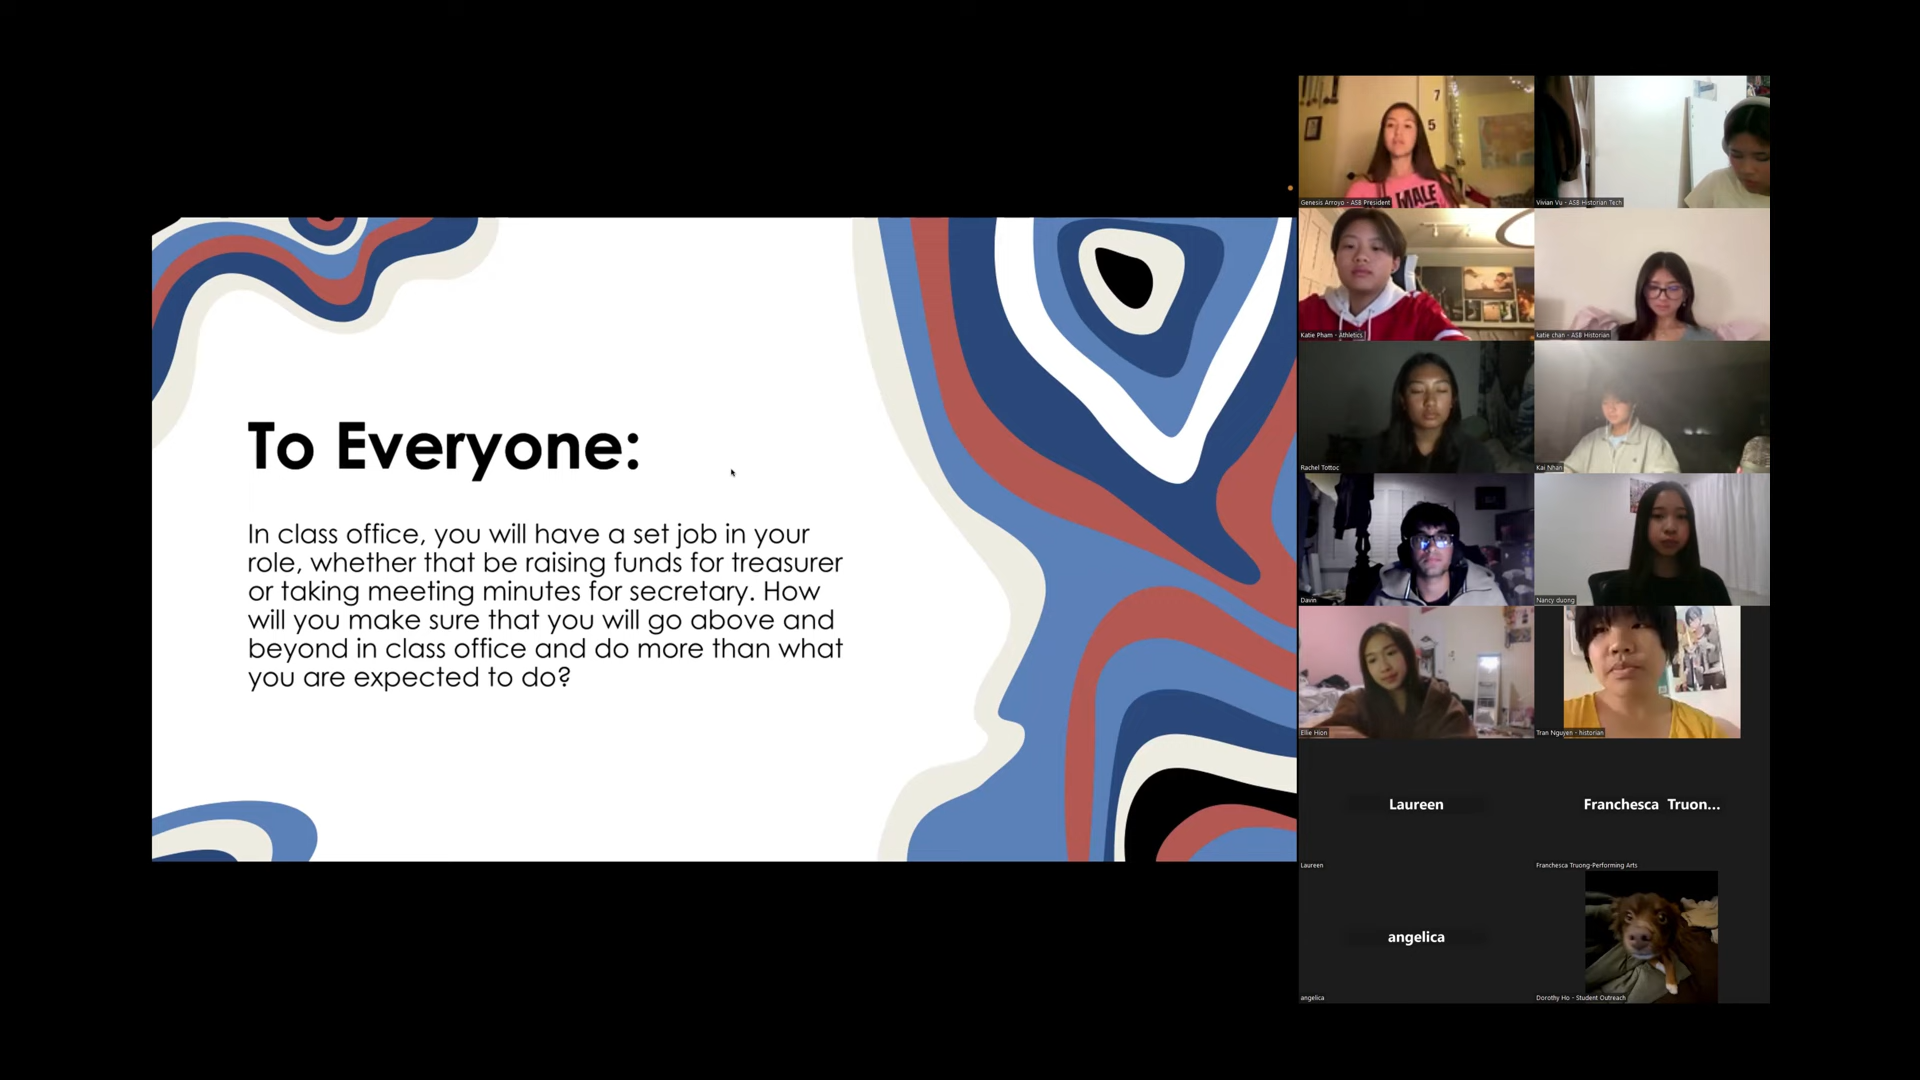 To Everyone:
In class office, you will have a set job in your
role, whether that be raising funds for treasurer
or taking meeting minutes for secretary. How
will you make sure that you will go above and
beyond in class office and do more than what
you are expected to do?
7
5
MALE
Genesis Arroyo - ASB President
Vivian Vu - ASB Historian Tech
Katie Pham - Athletics
katie chan - ASB Historian
Rachel Tottoc
Kai Nhan
Davin
Nancy duong
Ellie Hion
Tran Nguyen - historian
Laureen
Franchesca Truon...
Laureen
Franchesca Truong-Performing Arts
angelica
angelica
Dorothy Ho - Student Outreach